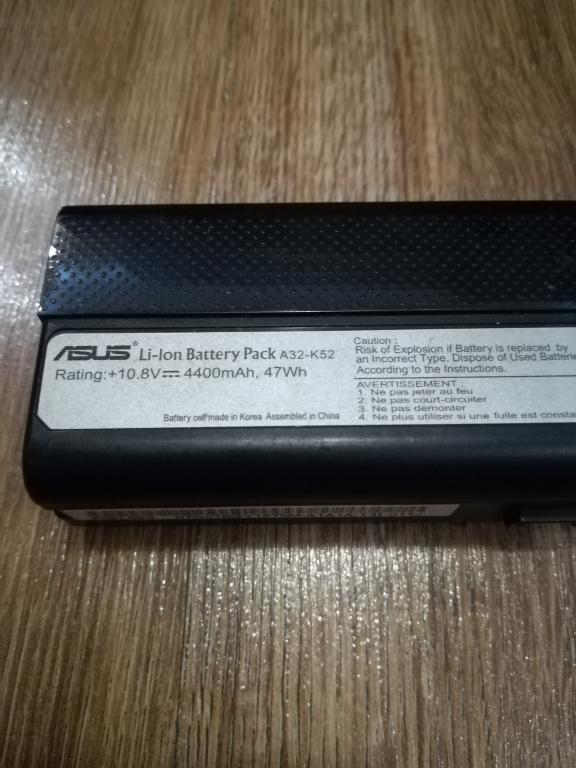 ASUS® Li-Ion Battery Pack A32-K52
Rating:+10.8V⎓ 4400mAh, 47Wh
Battery cell made in Korea Assembled in China
Caution :
Risk of Explosion if Battery is replaced by
an Incorrect Type. Dispose of Used Batterie
According to the Instructions.
AVERTISSEMENT :
1. Ne pas jeter au feu
2. Ne pas court-circuiter
3. Ne pas démonter
4. Ne plus utiliser si une fuite est consta